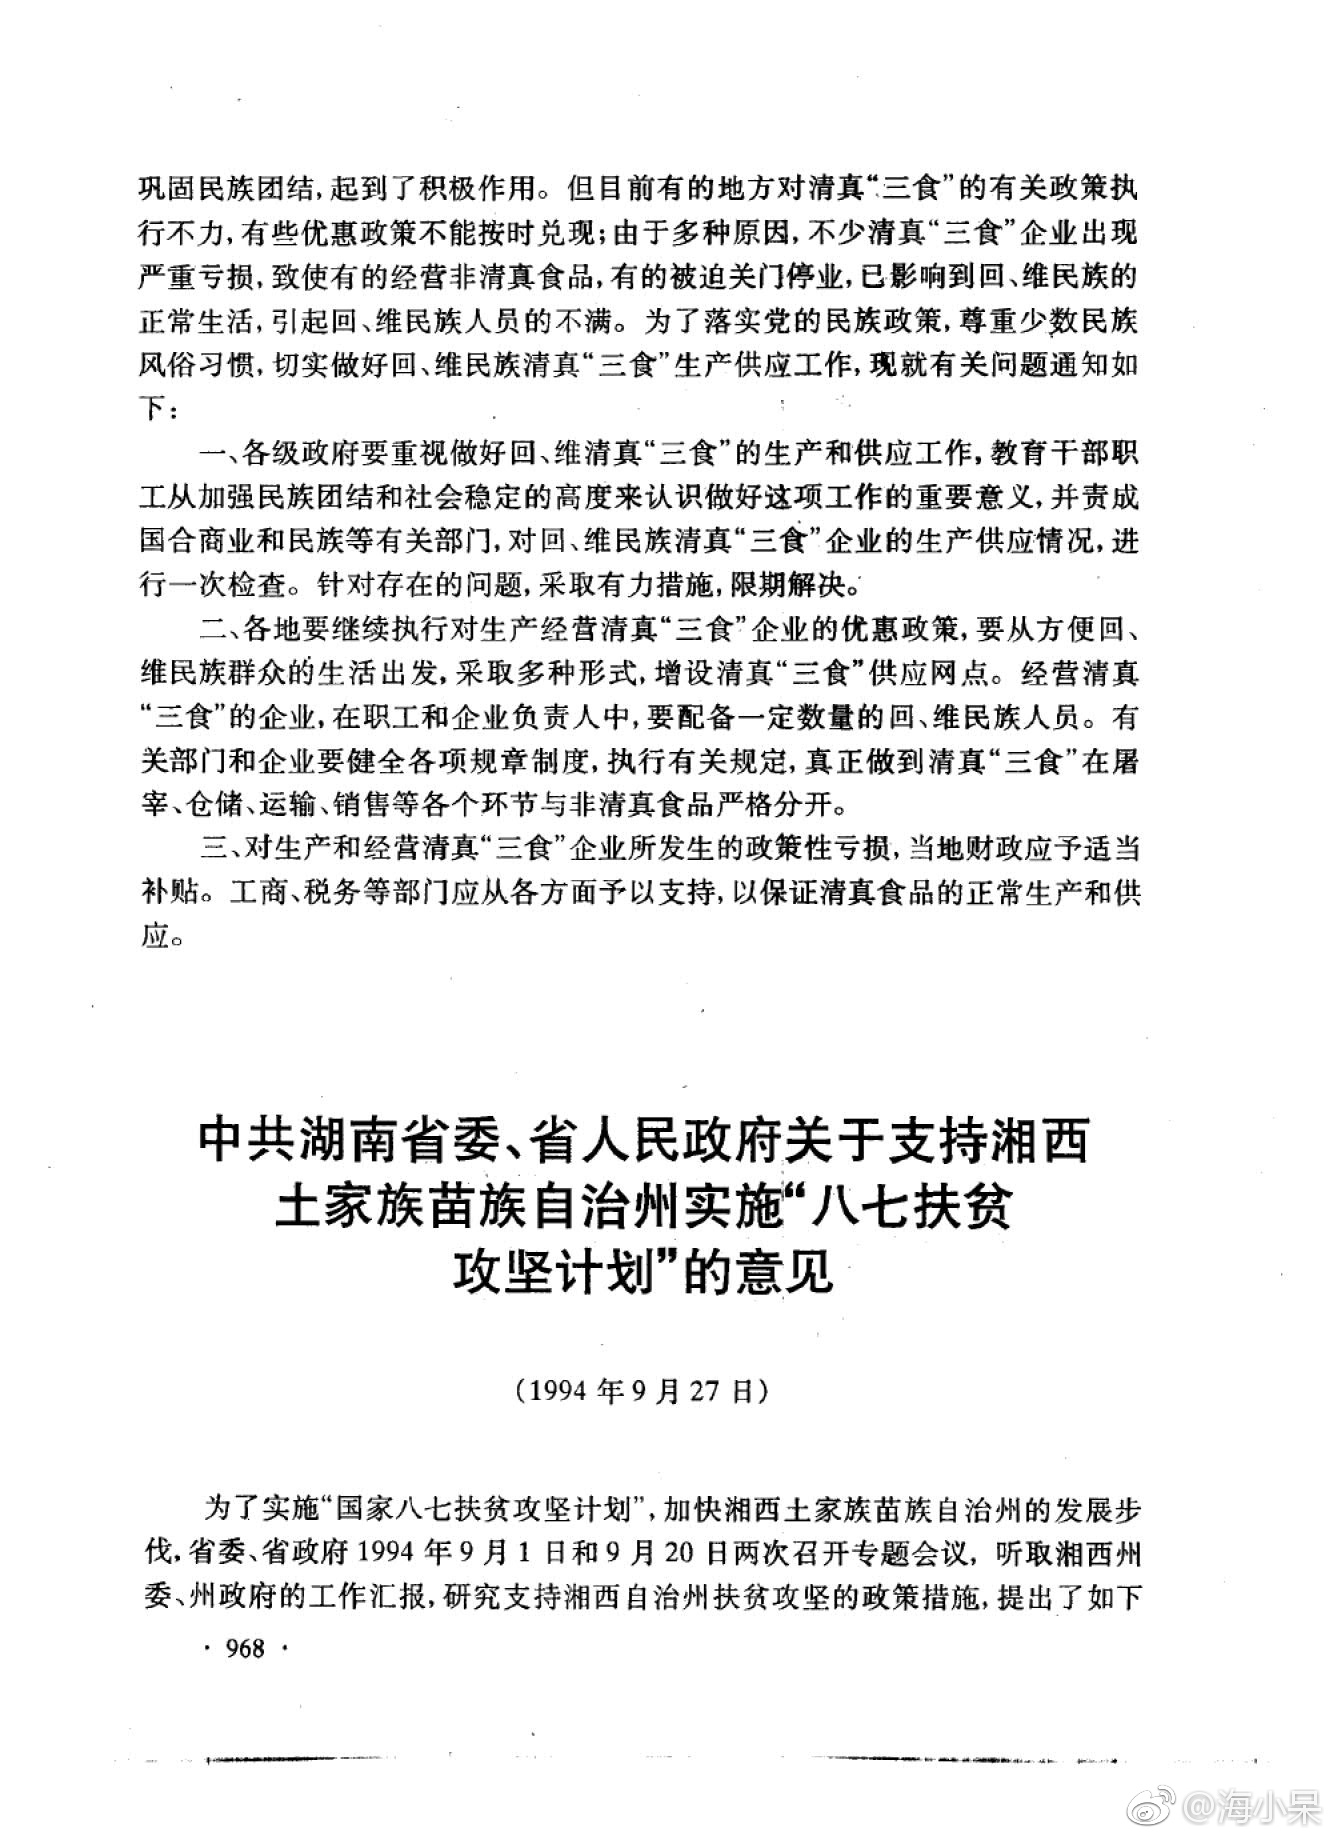 巩固民族团结,起到了积极作用。但目前有的地方对清真“三食”的有关政策执
行不力,有些优惠政策不能按时兑现;由于多种原因,不少清真“三食”企业出现
严重亏损,致使有的经营非清真食品,有的被迫关门停业,已影响到回、维民族的
正常生活,引起回、维民族人员的不满。为了落实党的民族政策,尊重少数民族
风俗习惯,切实做好回、维民族清真“三食”生产供应工作,现就有关问题通知如
下:
一、各级政府要重视做好回、维清真“三食”的生产和供应工作,教育干部职
工从加强民族团结和社会稳定的高度来认识做好这项工作的重要意义,并责成
国合商业和民族等有关部门,对回、维民族清真“三食”企业的生产供应情况,进
行一次检查。针对存在的问题,采取有力措施,限期解决。
二、各地要继续执行对生产经营清真“三食”企业的优惠政策,要从方便回、
维民族群众的生活出发,采取多种形式,增设清真“三食”供应网点。经营清真
“三食”的企业,在职工和企业负责人中,要配备一定数量的回、维民族人员。有
关部门和企业要健全各项规章制度,执行有关规定,真正做到清真“三食”在屠
宰、仓储、运输、销售等各个环节与非清真食品严格分开。
三、对生产和经营清真“三食”企业所发生的政策性亏损,当地财政应予适当
补贴。工商、税务等部门应从各方面予以支持,以保证清真食品的正常生产和供
应。
中共湖南省委、省人民政府关于支持湘西
土家族苗族自治州实施“八七扶贫
攻坚计划”的意见
(1994年9月27日)
为了实施“国家八七扶贫攻坚计划”,加快湘西土家族苗族自治州的发展步
伐,省委、省政府1994年9月1日和9月20日两次召开专题会议,听取湘西州
委、州政府的工作汇报,研究支持湘西自治州扶贫攻坚的政策措施,提出了如下
· 968 ·
@海小呆